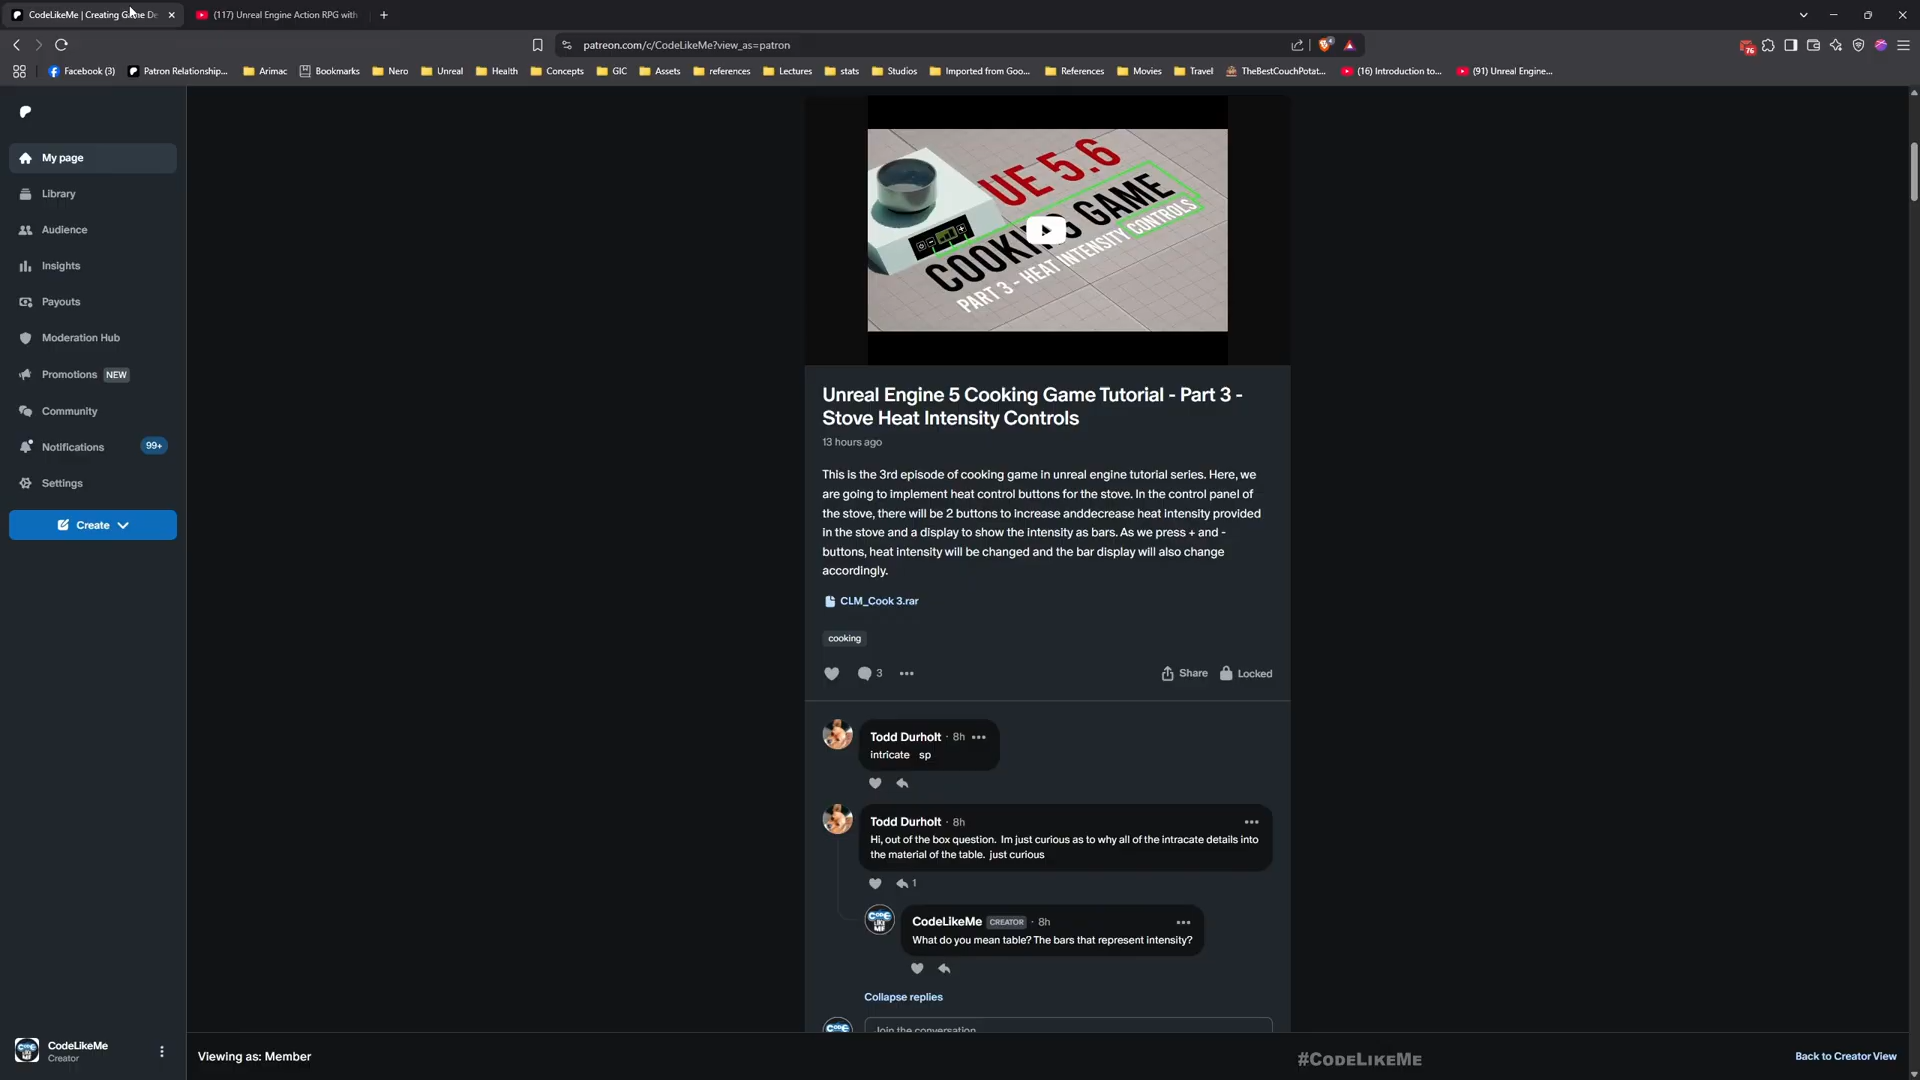 CodeLikeMe | Creating Game De
(117) Unreal Engine Action RPG with
patreon.com/c/CodeLikeMe?view_as=patron
76
Facebook (3)
Patron Relationship...
Arimac
Bookmarks
Nero
Unreal
Health
Concepts
GIC
Assets
references
Lectures
stats
Studios
Imported from Goo...
References
Movies
Travel
TheBestCouchPotat...
(16) Introduction to...
(91) Unreal Engine...
My page
Library
Audience
Insights
Payouts
Moderation Hub
Promotions NEW
Community
Notifications 99+
Settings
Create
UE 5.6
COOKING GAME
PART 3 - HEAT INTENSITY CONTROLS
Unreal Engine 5 Cooking Game Tutorial - Part 3 -
Stove Heat Intensity Controls
13 hours ago
This is the 3rd episode of cooking game in unreal engine tutorial series. Here, we
are going to implement heat control buttons for the stove. In the control panel of
the stove, there will be 2 buttons to increase anddecrease heat intensity provided
in the stove and a display to show the intensity as bars. As we press + and -
buttons, heat intensity will be changed and the bar display will also change
accordingly.
CLM_Cook 3.rar
cooking
3
Share
Locked
Todd Durholt · 8h
intricate sp
Todd Durholt · 8h
Hi, out of the box question. Im just curious as to why all of the intracate details into
the material of the table. just curious
1
CodeLikeMe CREATOR · 8h
What do you mean table? The bars that represent intensity?
Collapse replies
Join the conversation
CodeLikeMe
Creator
Viewing as: Member
#CODELIKEME
Back to Creator View